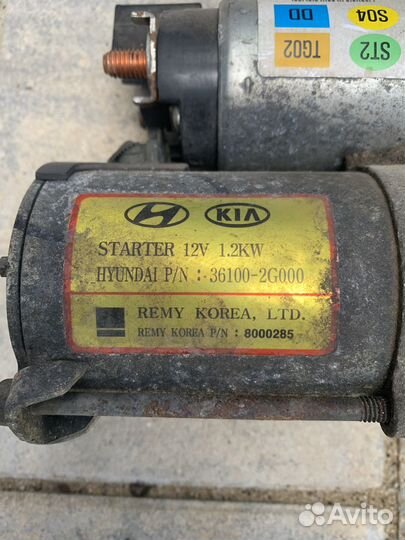 S04
DD
ST2
TG02
KIA
STARTER 12V 1.2KW
HYUNDAI P/N : 36100-2G000
REMY KOREA, LTD.
REMY KOREA P/N : 8000285
Avito